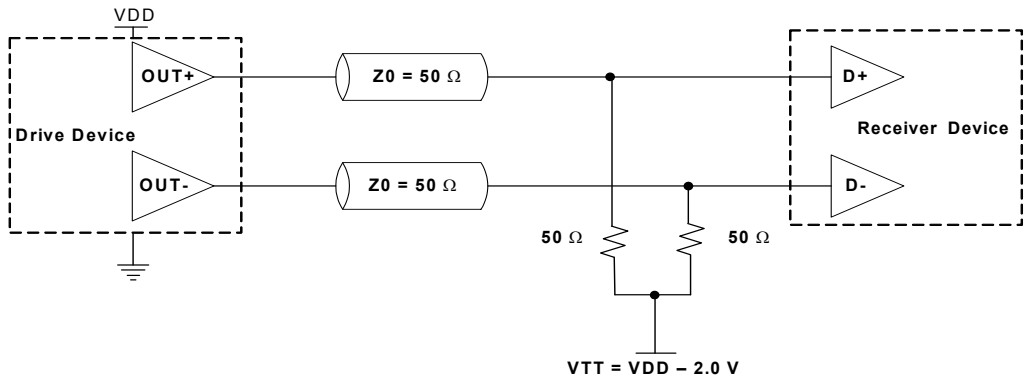 VDD
OUT+
Z0 = 50 Ω
D+
Drive Device
Receiver Device
OUT-
Z0 = 50 Ω
D-
50 Ω
50 Ω
VTT = VDD – 2.0 V